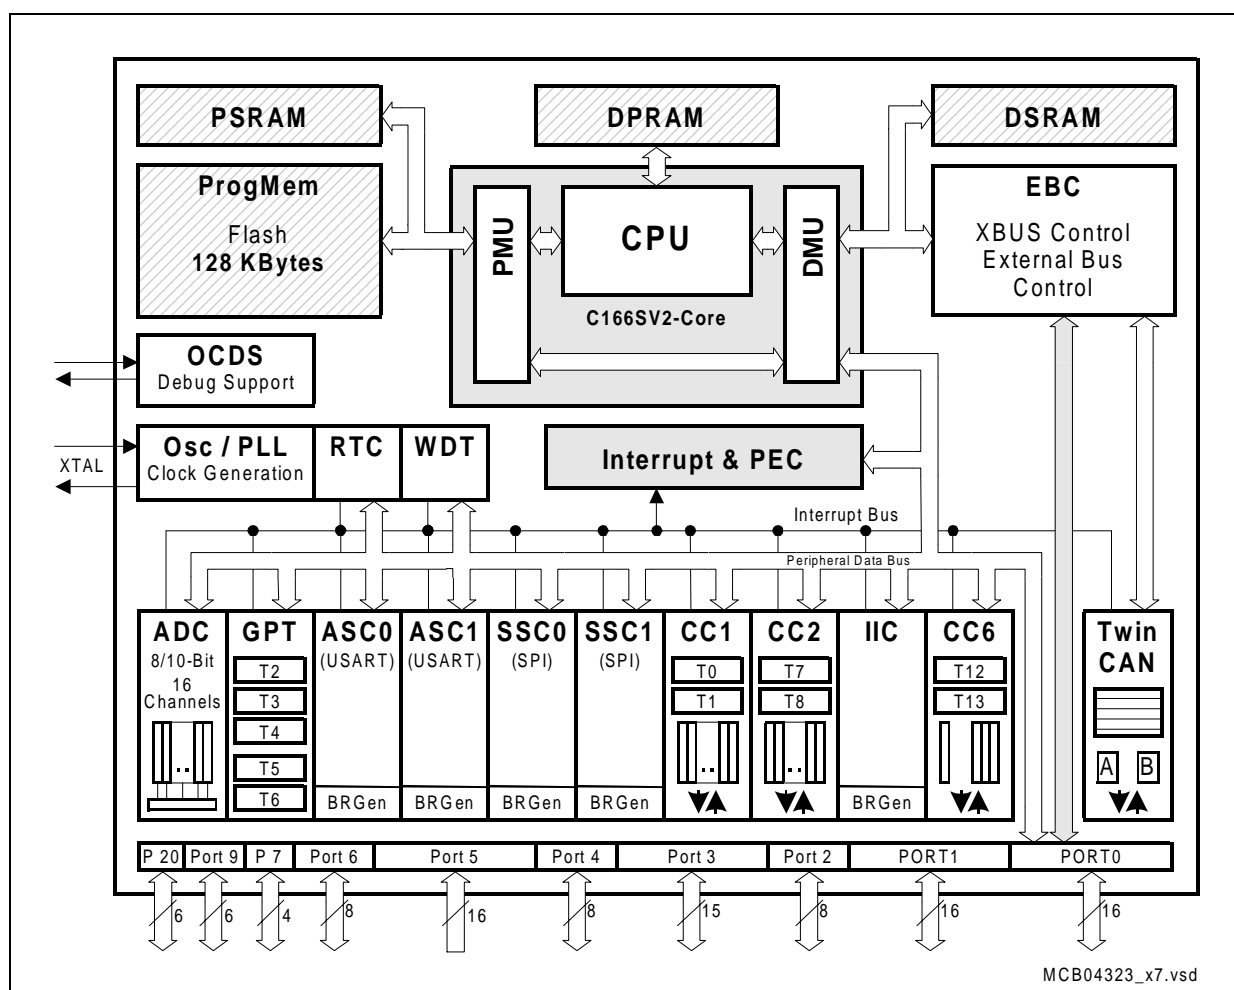 PSRAM
DPRAM
DSRAM
ProgMem
Flash
128 KBytes
PMU
CPU
DMU
C166SV2-Core
EBC
XBUS Control
External Bus
Control
OCDS
Debug Support
Osc / PLL
Clock Generation
RTC
WDT
XTAL
Interrupt & PEC
Interrupt Bus
Peripheral Data Bus
ADC
8/10-Bit
16
Channels
GPT
T2
T3
T4
T5
T6
ASC0
(USART)
BRGen
ASC1
(USART)
BRGen
SSC0
(SPI)
BRGen
SSC1
(SPI)
BRGen
CC1
T0
T1
CC2
T7
T8
IIC
BRGen
CC6
T12
T13
Twin
CAN
A
B
P 20
Port 9
P 7
Port 6
Port 5
Port 4
Port 3
Port 2
PORT1
PORT0
6
6
4
8
16
8
15
8
16
16
MCB04323_x7.vsd